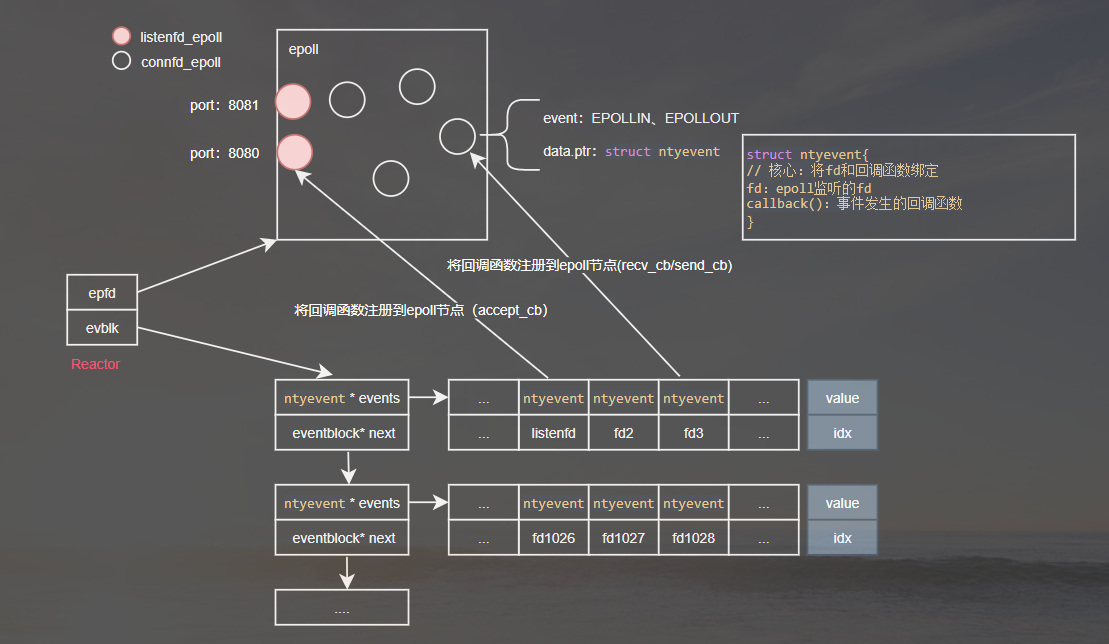 listenfd_epoll
connfd_epoll
epoll
port：8081
port：8080
event：EPOLLIN、EPOLLOUT
data.ptr：struct ntyevent
struct ntyevent{
// 核心：将fd和回调函数绑定
fd：epoll监听的fd
callback()：事件发生的回调函数
}
将回调函数注册到epoll节点(recv_cb/send_cb)
将回调函数注册到epoll节点（accept_cb）
epfd
evblk
Reactor
ntyevent * events
... ntyevent ntyevent ntyevent ... value
eventblock* next
... listenfd fd2 fd3 ... idx
ntyevent * events
... ntyevent ntyevent ntyevent ... value
eventblock* next
... fd1026 fd1027 fd1028 ... idx
....